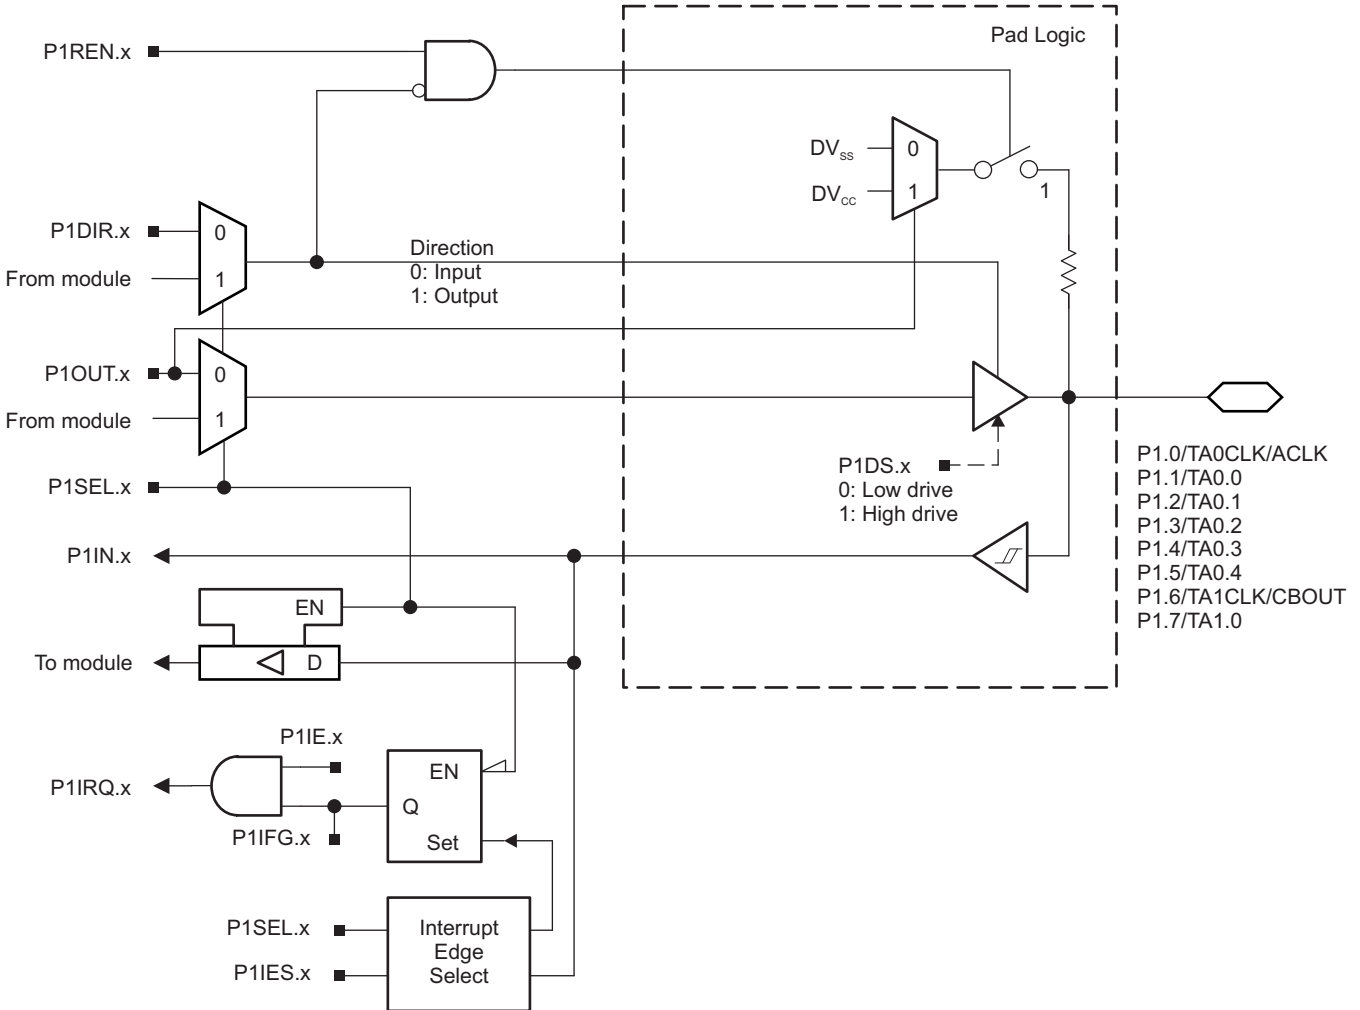 Pad Logic
P1REN.x
DVSS
0
DVCC
1
1
P1DIR.x
0
From module
1
Direction
0: Input
1: Output
P1OUT.x
0
From module
1
P1DS.x
0: Low drive
1: High drive
P1.0/TA0CLK/ACLK
P1.1/TA0.0
P1.2/TA0.1
P1.3/TA0.2
P1.4/TA0.3
P1.5/TA0.4
P1.6/TA1CLK/CBOUT
P1.7/TA1.0
P1SEL.x
P1IN.x
EN
To module
D
P1IE.x
P1IRQ.x
EN
Q
P1IFG.x
Set
P1SEL.x
P1IES.x
Interrupt
Edge
Select